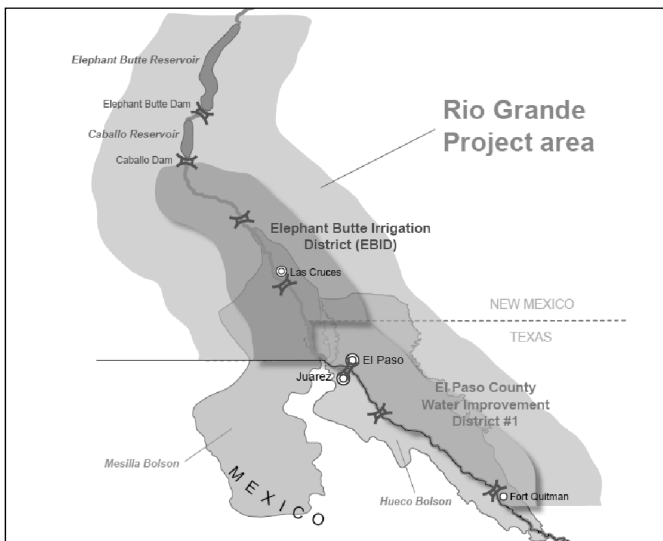 Elephant Butte Reservoir
Elephant Butte Dam
Caballo Reservoir
Caballo Dam
Rio Grande
Project area
Elephant Butte Irrigation
District (EBID)
Las Cruces
NEW MEXICO
TEXAS
El Paso
Juarez
El Paso County
Water Improvement
District #1
Mesilla Bolson
MEXICO
Hueco Bolson
Fort Quitman